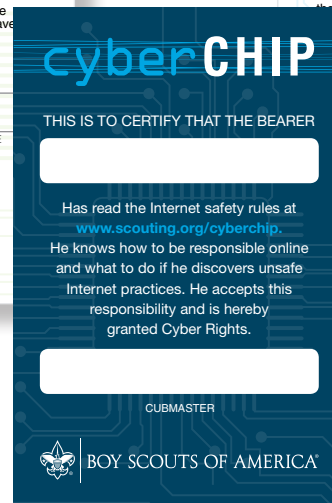 cyber CHIP
THIS IS TO CERTIFY THAT THE BEARER
Has read the Internet safety rules at
www.scouting.org/cyberchip.
He knows how to be responsible online
and what to do if he discovers unsafe
Internet practices. He accepts this
responsibility and is hereby
granted Cyber Rights.
CUBMASTER
BOY SCOUTS OF AMERICA®